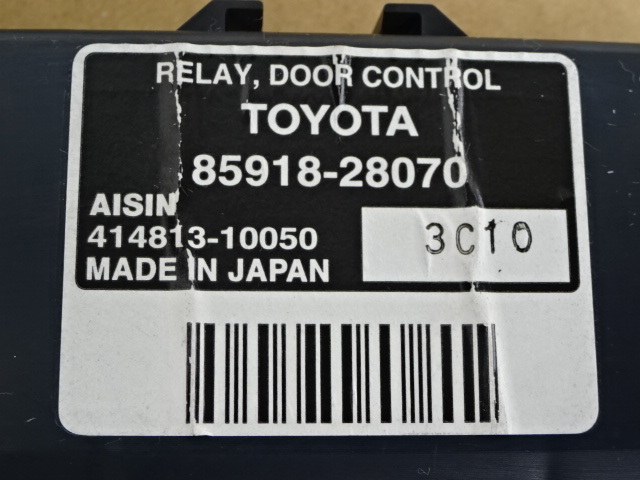 RELAY, DOOR CONTROL
TOYOTA
85918-28070
AISIN
414813-10050
3C10
MADE IN JAPAN